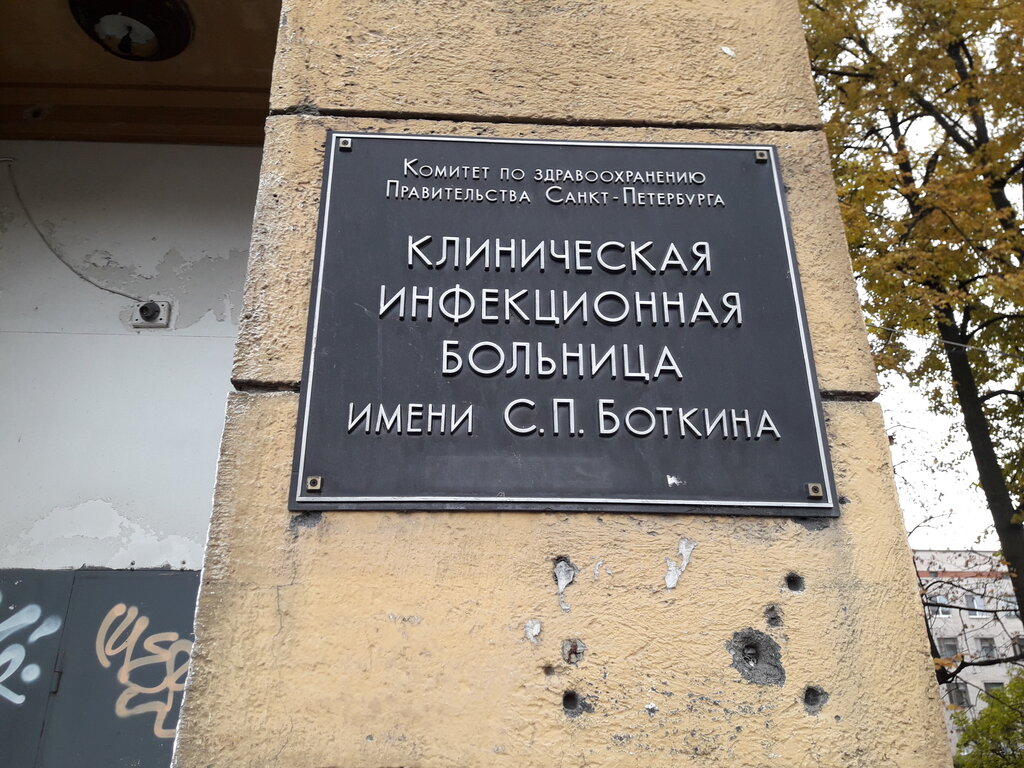 Комитет по здравоохранению
Правительства Санкт-Петербурга
КЛИНИЧЕСКАЯ
ИНФЕКЦИОННАЯ
БОЛЬНИЦА
ИМЕНИ С.П. БОТКИНА